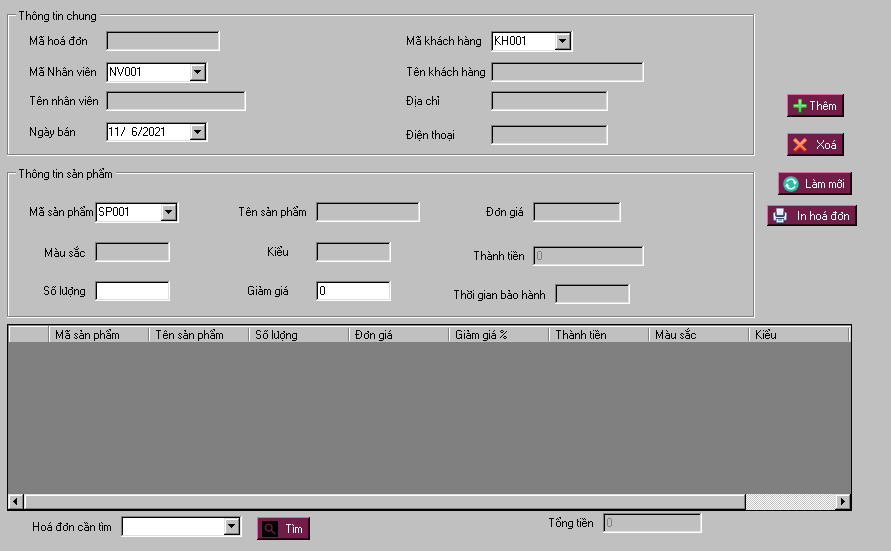 Thông tin chung
Mã hoá đơn
Mã khách hàng KH001
Mã Nhân viên NV001
Tên khách hàng
Tên nhân viên
Địa chỉ
Ngày bán 11/ 6/2021
Điện thoại
Thêm
Xoá
Làm mới
In hoá đơn
Thông tin sản phẩm
Mã sản phẩm SP001
Tên sản phẩm
Đơn giá
Màu sắc
Kiểu
Thành tiền 0
Số lượng
Giảm giá 0
Thời gian bảo hành
Mã sản phẩm Tên sản phẩm Số lượng Đơn giá Giảm giá % Thành tiền Màu sắc Kiểu
Hoá đơn cần tìm
Tìm
Tổng tiền 0